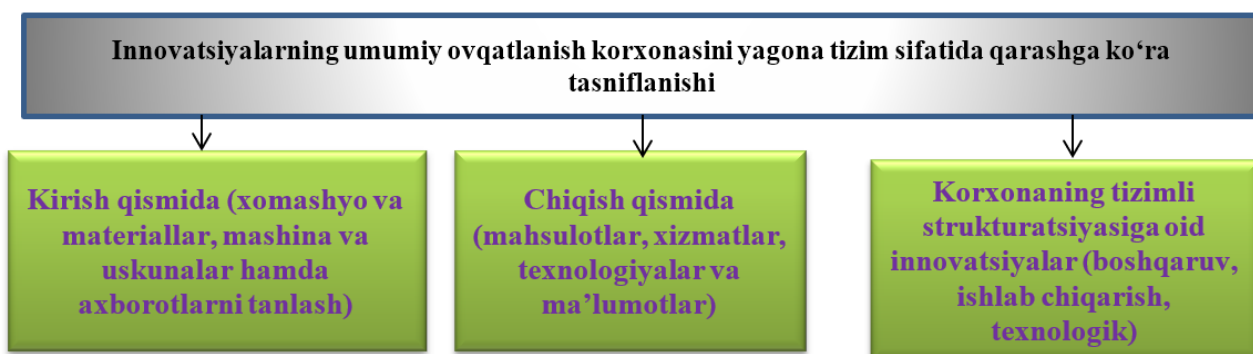 Innovatsiyalarning umumiy ovqatlanish korxonasini yagona tizim sifatida qarashga ko‘ra
tasniflanishi
Kirish qismida (xomashyo va
materiallar, mashina va
uskunalar hamda
axborotlarni tanlash)
Chiqish qismida
(mahsulotlar, xizmatlar,
texnologiyalar va
ma’lumotlar)
Korxonaning tizimli
strukturatsiyasiga oid
innovatsiyalar (boshqaruv,
ishlab chiqarish,
texnologik)